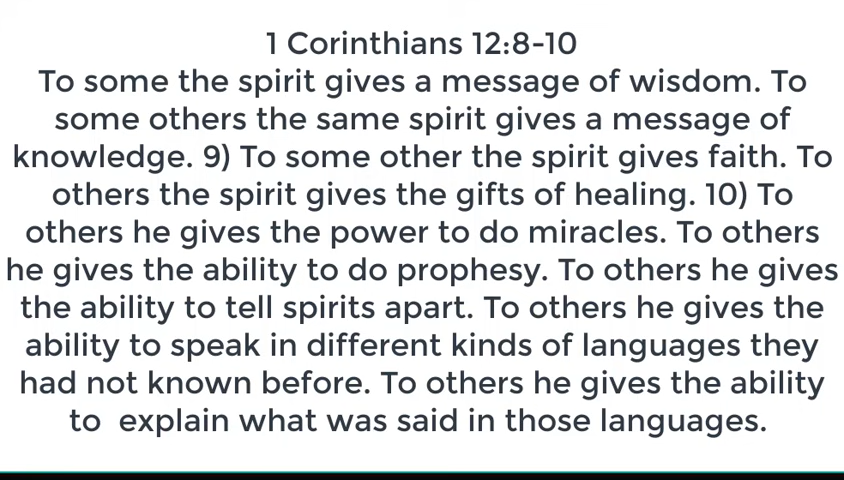 1 Corinthians 12:8-10
To some the spirit gives a message of wisdom. To
some others the same spirit gives a message of
knowledge. 9) To some other the spirit gives faith. To
others the spirit gives the gifts of healing. 10) To
others he gives the power to do miracles. To others
he gives the ability to do prophesy. To others he gives
the ability to tell spirits apart. To others he gives the
ability to speak in different kinds of languages they
had not known before. To others he gives the ability
to  explain what was said in those languages.